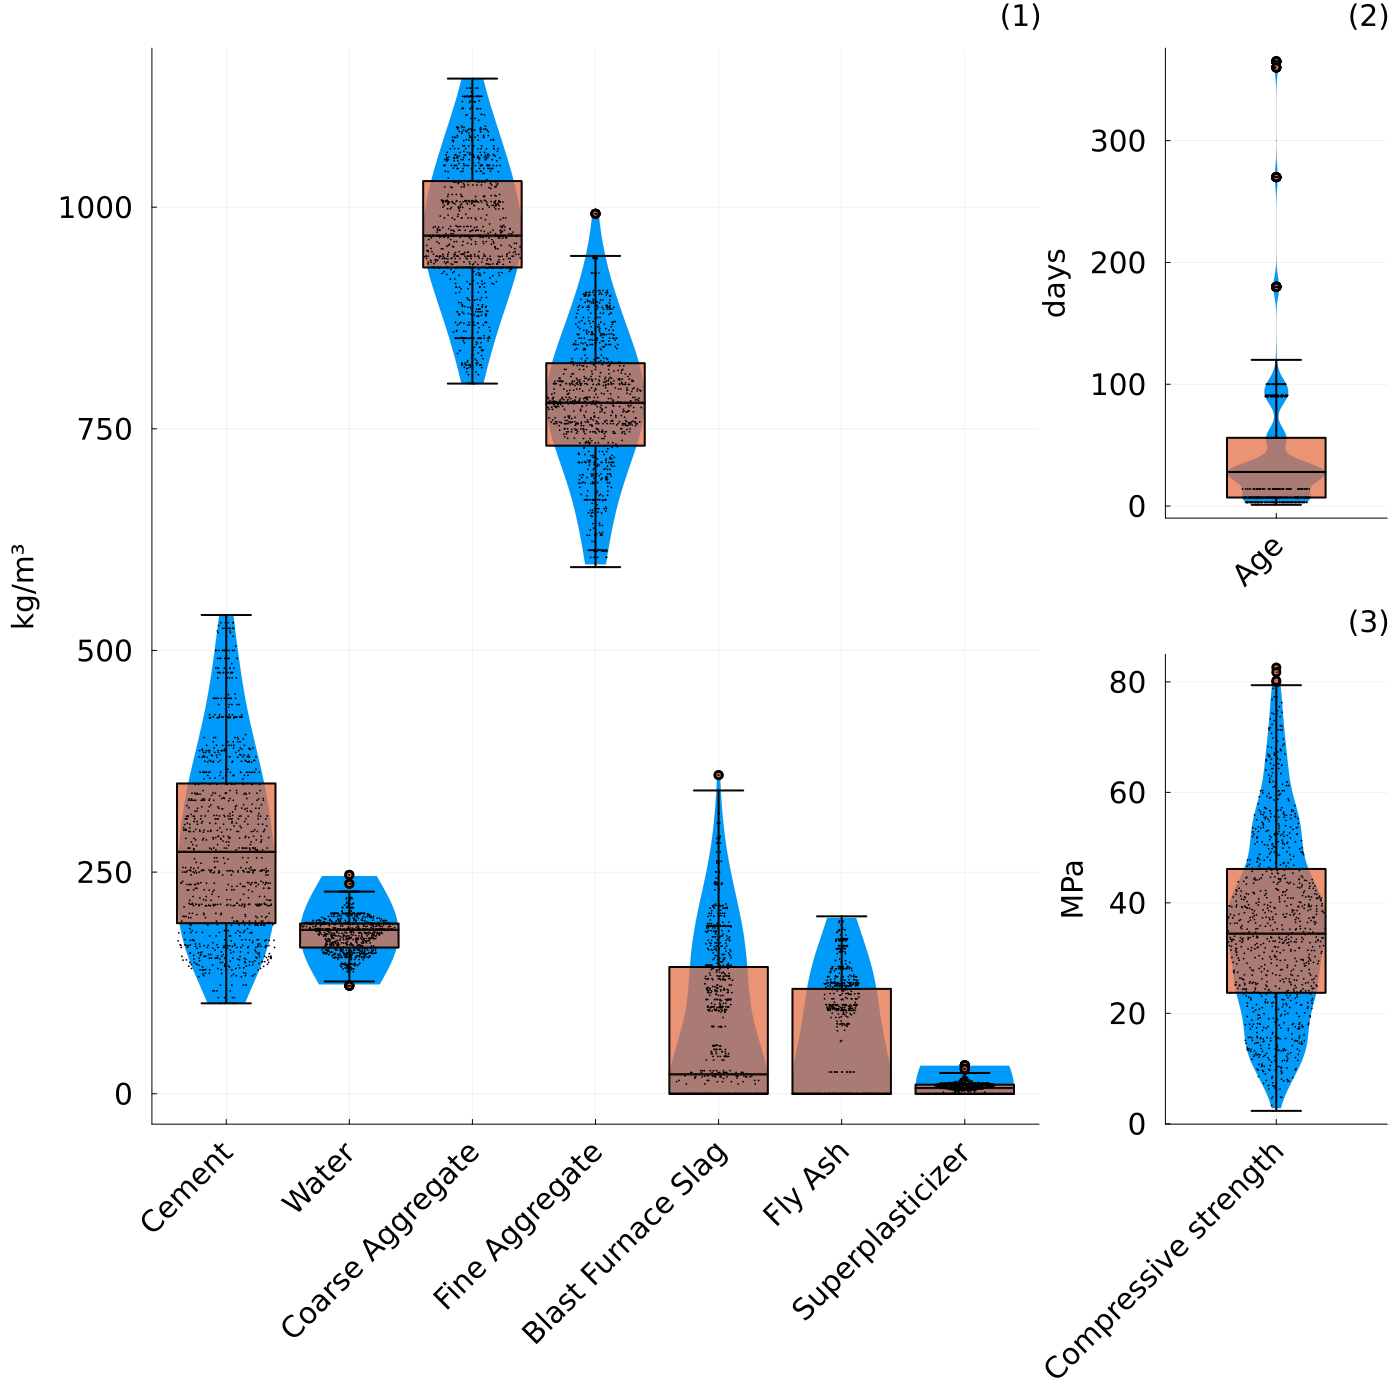 (1)
kg/m³
1000
750
500
250
0
Cement
Water
Coarse Aggregate
Fine Aggregate
Blast Furnace Slag
Fly Ash
Superplasticizer
(2)
days
300
200
100
0
Age
(3)
MPa
80
60
40
20
0
Compressive strength